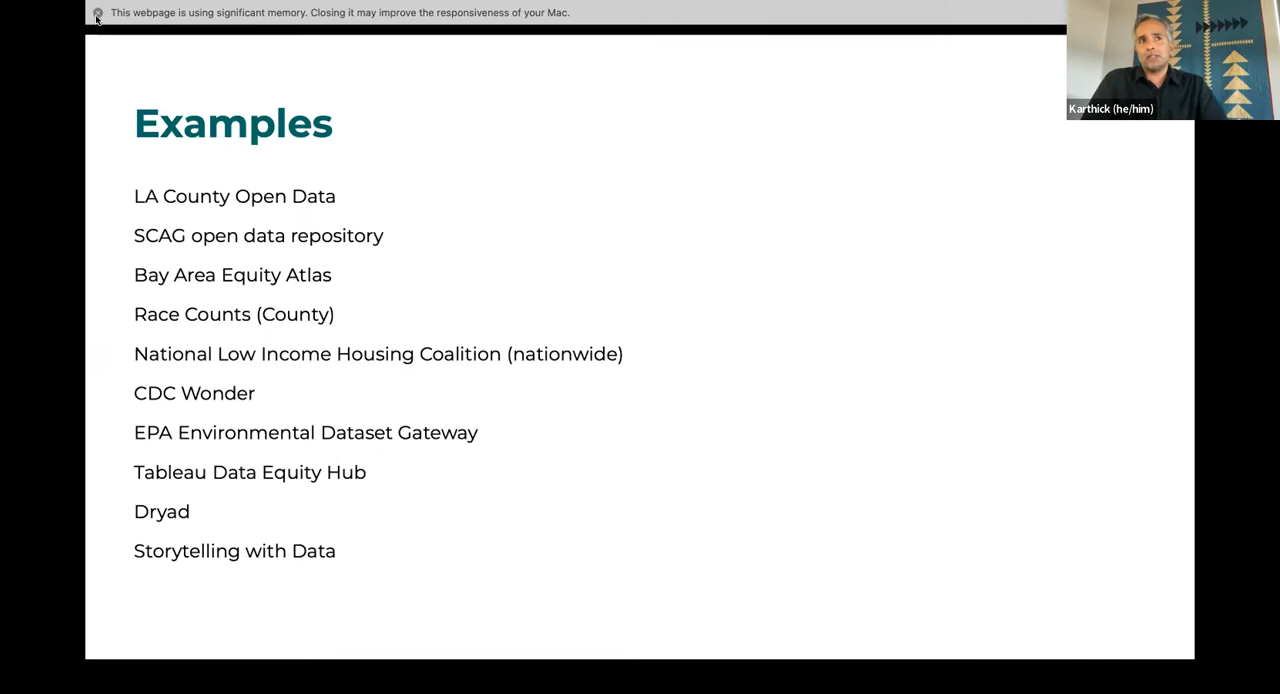 This webpage is using significant memory. Closing it may improve the responsiveness of your Mac.
Karthick (he/him)
Examples
LA County Open Data
SCAG open data repository
Bay Area Equity Atlas
Race Counts (County)
National Low Income Housing Coalition (nationwide)
CDC Wonder
EPA Environmental Dataset Gateway
Tableau Data Equity Hub
Dryad
Storytelling with Data